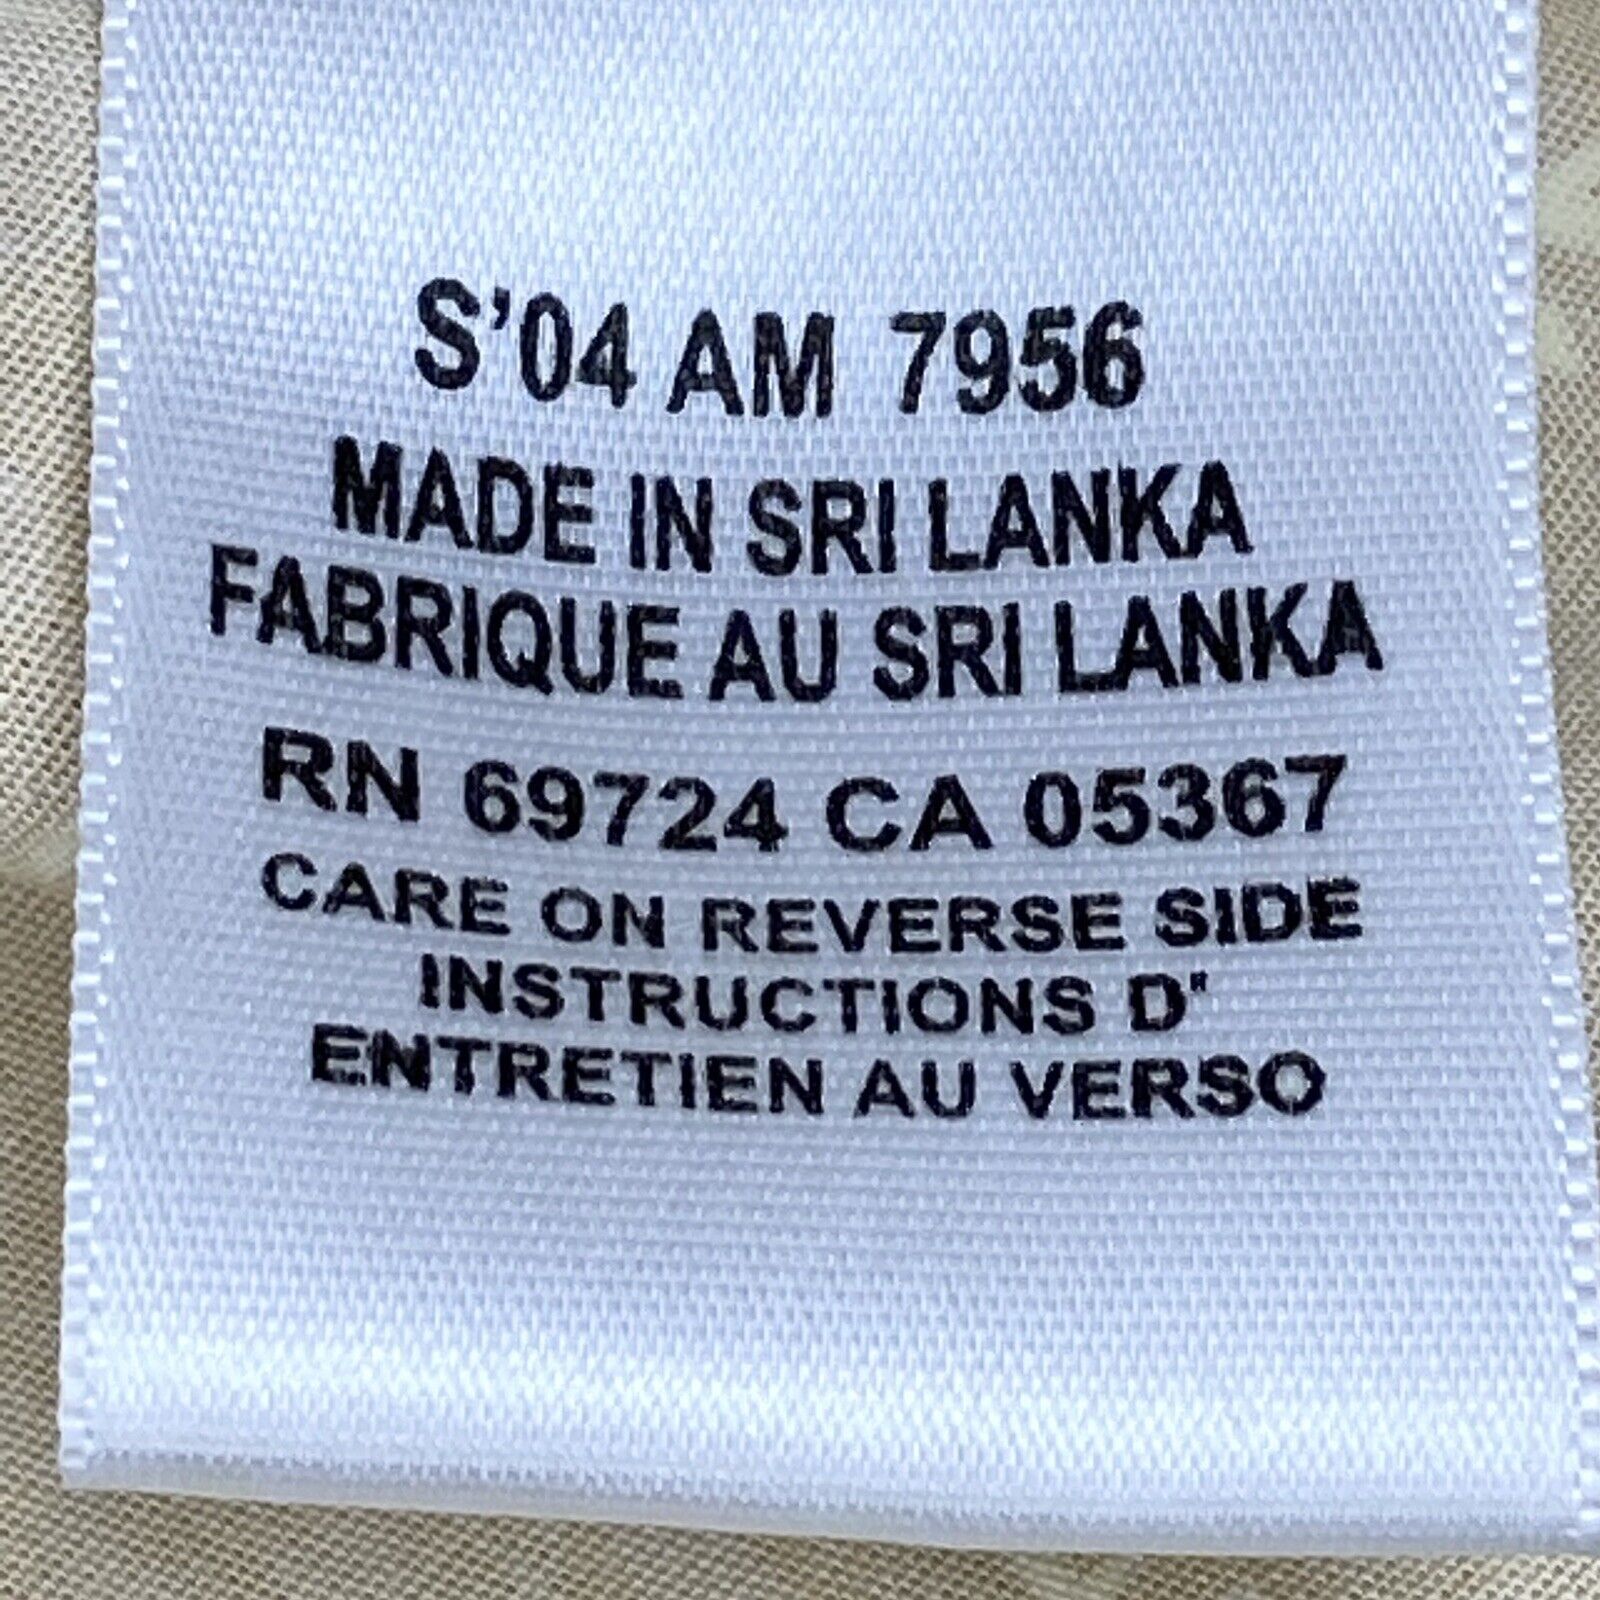 S'04 AM 7956
MADE IN SRI LANKA
FABRIQUE AU SRI LANKA
RN 69724 CA 05367
CARE ON REVERSE SIDE
INSTRUCTIONS D"
ENTRETIEN AU VERSO